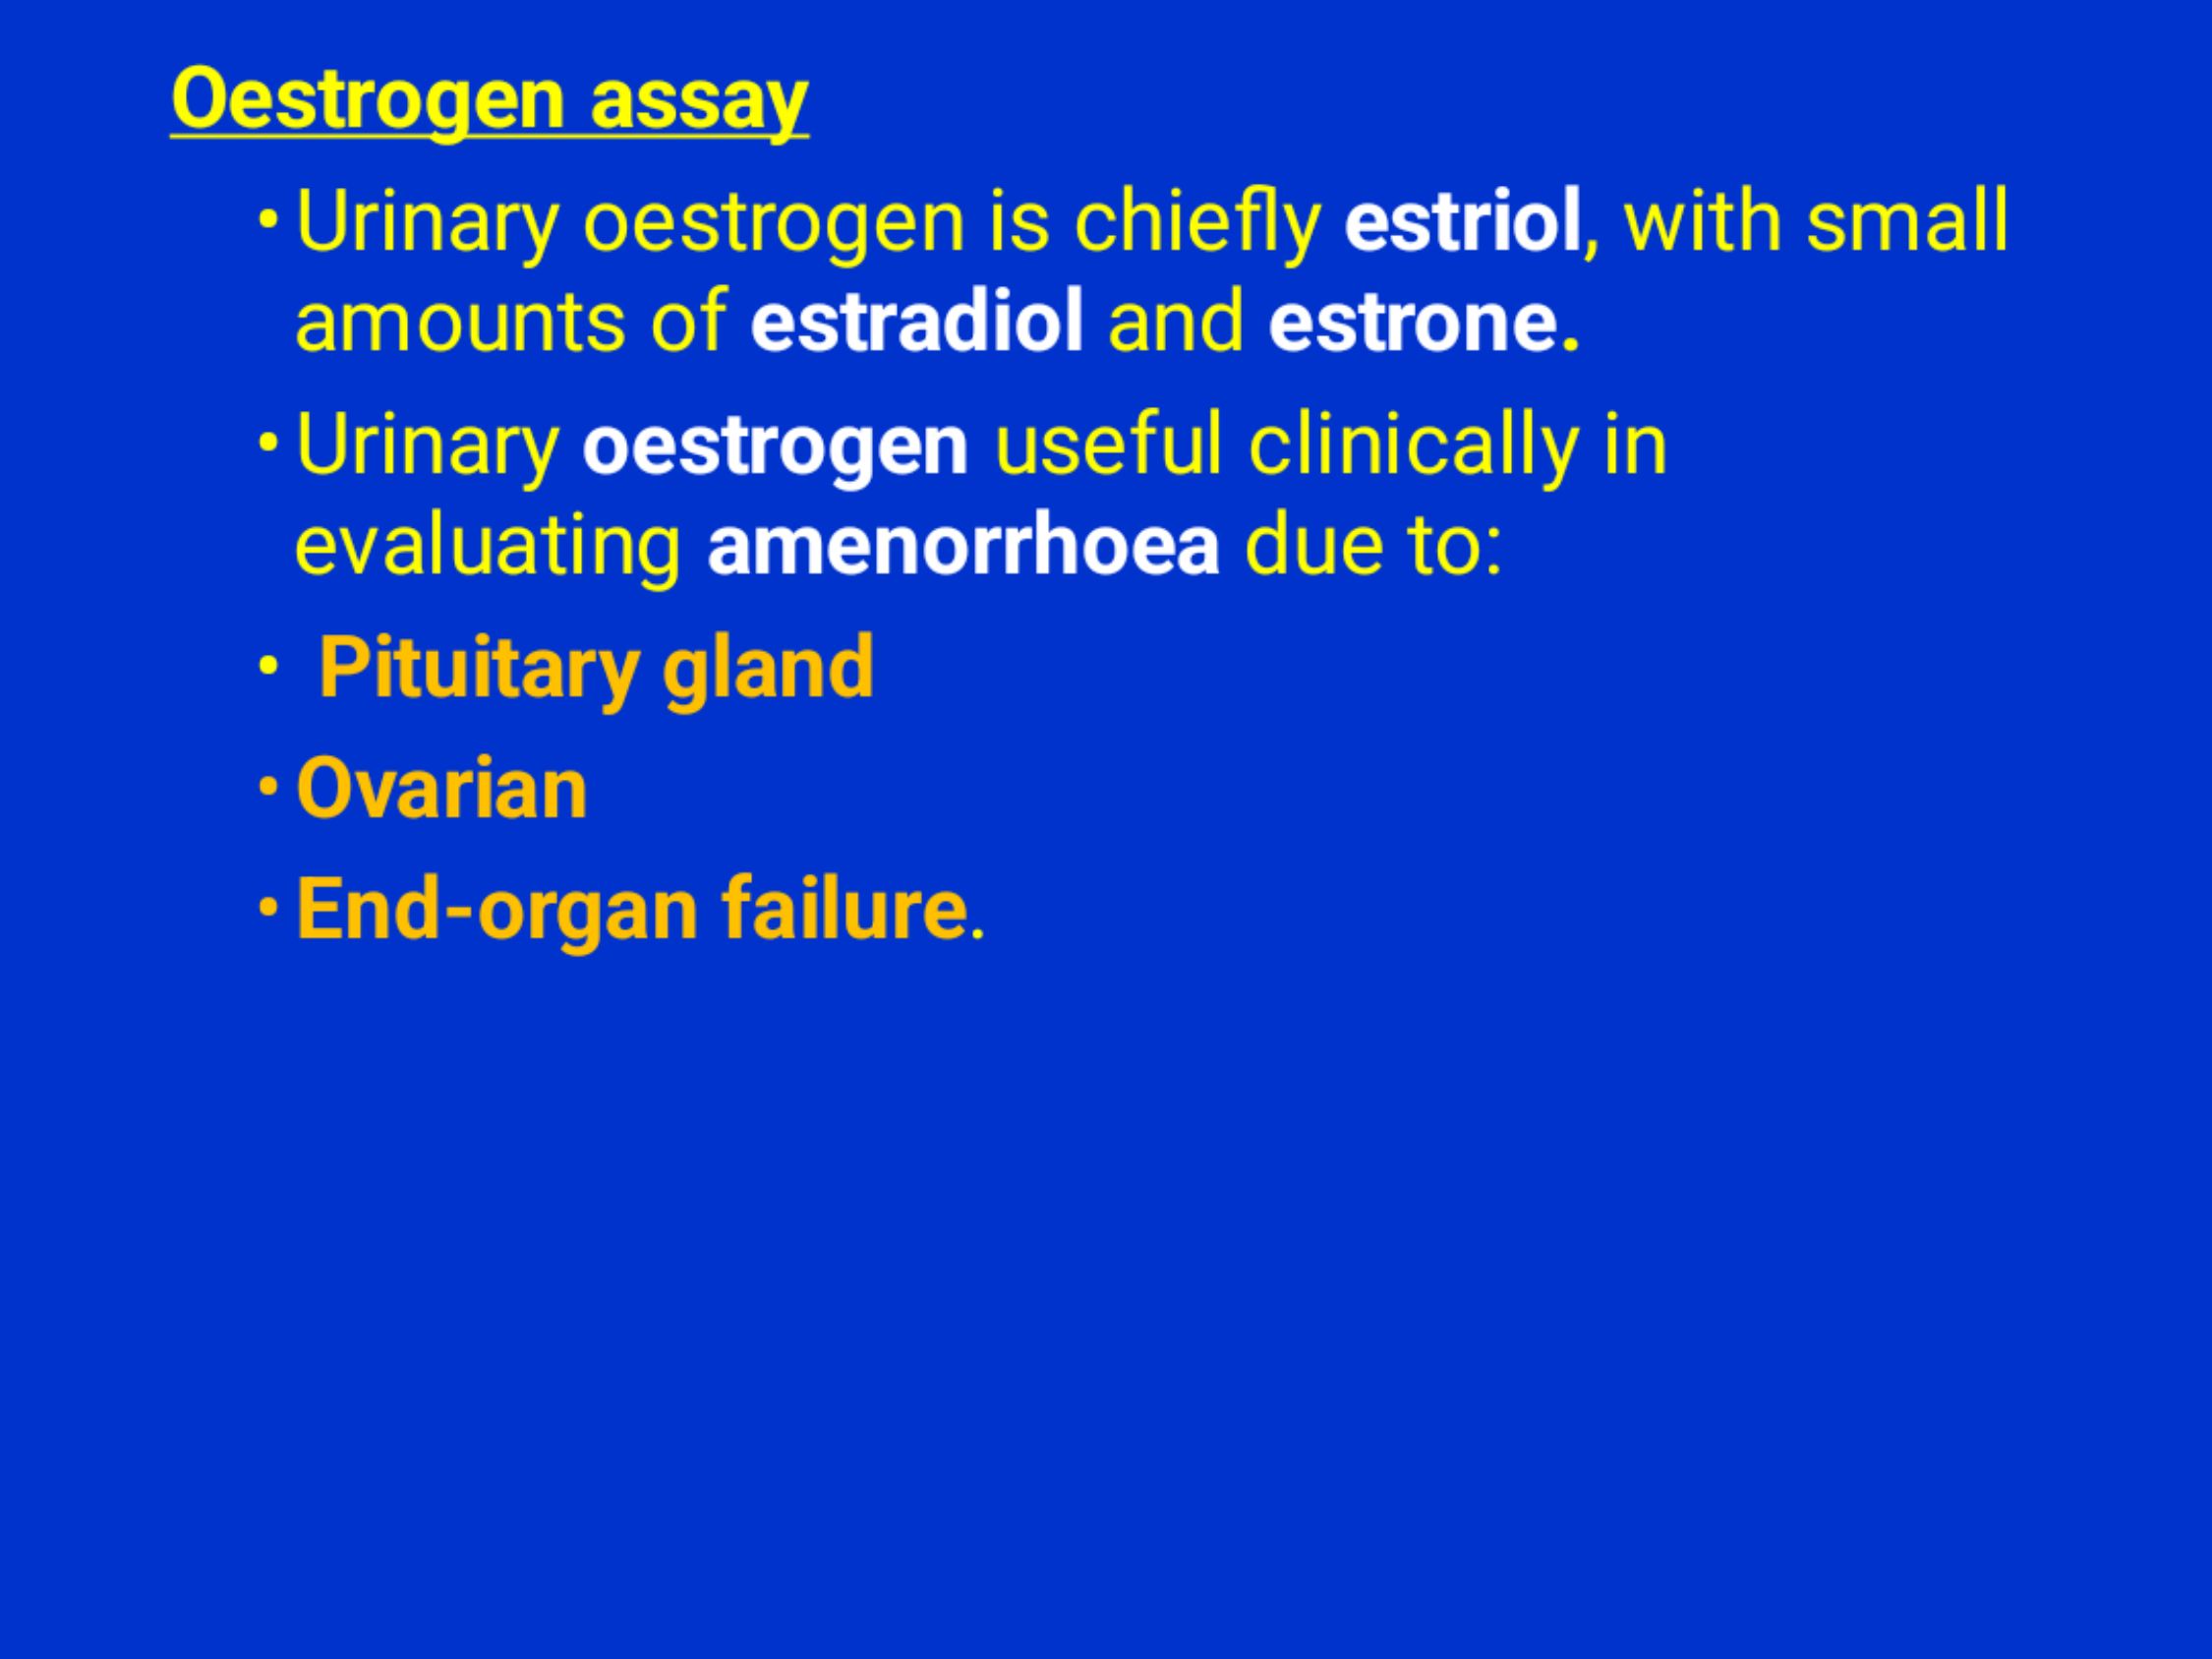 Oestrogen assay
• Urinary oestrogen is chiefly estriol, with small
amounts of estradiol and estrone.
• Urinary oestrogen useful clinically in
evaluating amenorrhoea due to:
• Pituitary gland
• Ovarian
• End-organ failure.